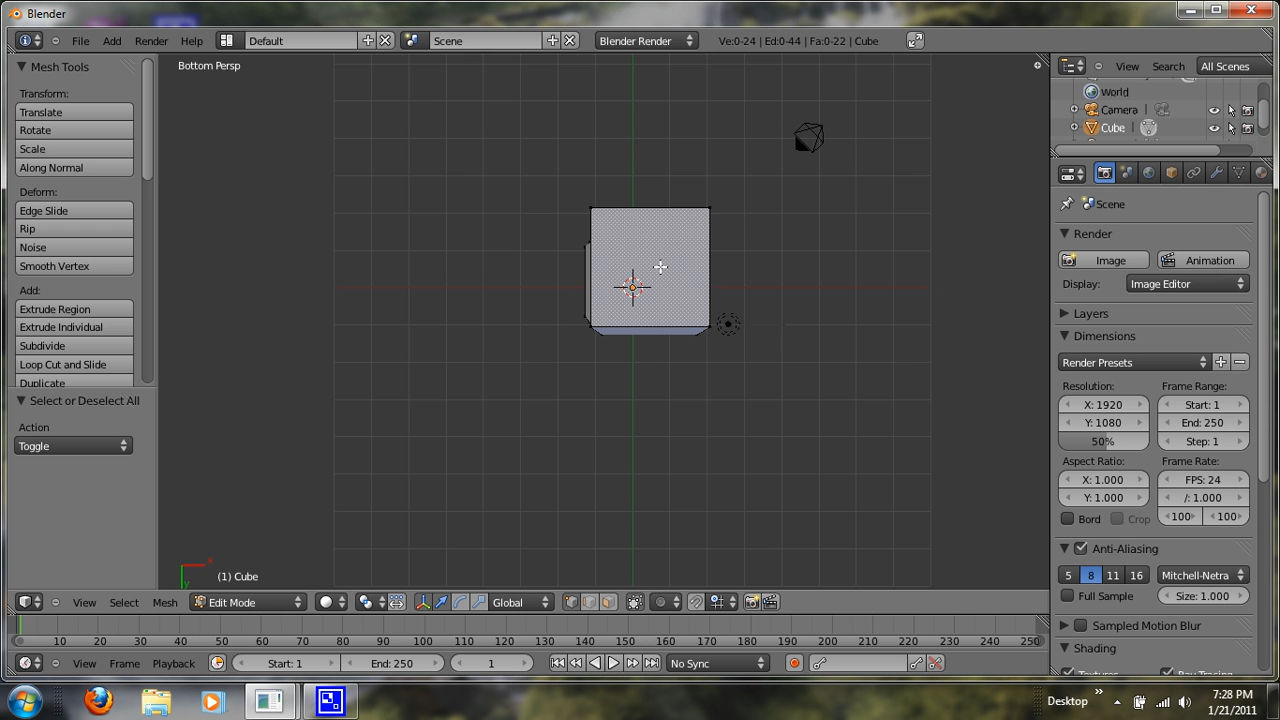 Blender
File Add Render Help Default Scene Blender Render Ve:0-24 | Ed:0-44 | Fa:0-22 | Cube
Mesh Tools
Transform:
Translate
Rotate
Scale
Along Normal
Deform:
Edge Slide
Rip
Noise
Smooth Vertex
Add:
Extrude Region
Extrude Individual
Subdivide
Loop Cut and Slide
Duplicate
Select or Deselect All
Action
Toggle
Bottom Persp
x
y
(1) Cube
View Search All Scenes
World
Camera
Cube
Scene
Render
Image Animation
Display: Image Editor
Layers
Dimensions
Render Presets
Resolution: Frame Range:
X: 1920 Start: 1
Y: 1080 End: 250
50% Step: 1
Aspect Ratio: Frame Rate:
X: 1.000 FPS: 24
Y: 1.000 /: 1.000
Bord Crop 100 100
Anti-Aliasing
5 8 11 16 Mitchell-Netra
Full Sample Size: 1.000
Sampled Motion Blur
Shading
Textures Ray Tracing
View Select Mesh Edit Mode Global
10 20 30 40 50 60 70 80 90 100 110 120 130 140 150 160 170 180 190 200 210 220 230 240 250
View Frame Playback Start: 1 End: 250 1 No Sync
Desktop » 7:28 PM
1/21/2011